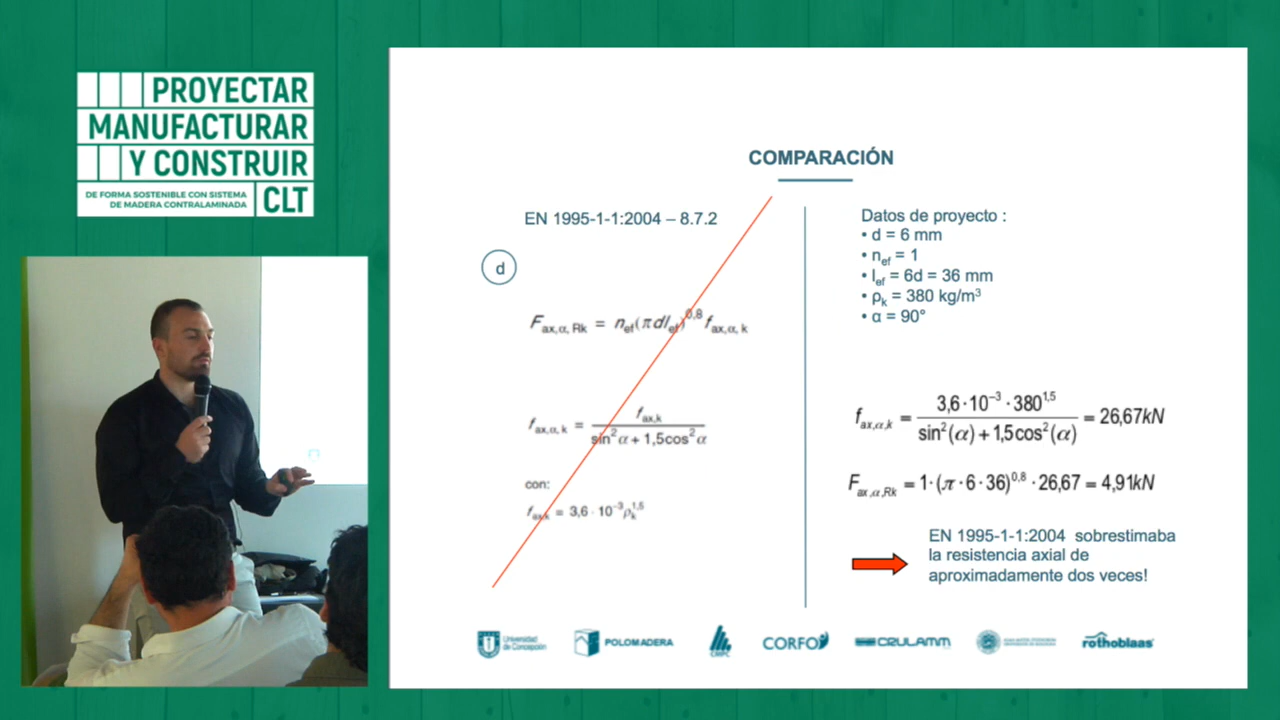 PROYECTAR
MANUFACTURAR
Y CONSTRUIR
DE FORMA SOSTENIBLE CON SISTEMA
DE MADERA CONTRALAMINADA
CLT
COMPARACIÓN
EN 1995-1-1:2004 – 8.7.2
d
F_ax,α,Rk = n_ef(πdl_ef)^0,8 f_ax,α,k
f_ax,α,k = f_ax,k / (sin²α + 1,5cos²α)
con:
f_ax,k = 3,6 · 10⁻³ρ_k^1,5
Datos de proyecto :
• d = 6 mm
• n_ef = 1
• l_ef = 6d = 36 mm
• ρ_k = 380 kg/m³
• α = 90°
f_ax,α,k = 3,6·10⁻³·380^1,5 / (sin²(α)+1,5cos²(α)) = 26,67kN
F_ax,α,Rk = 1·(π·6·36)^0,8·26,67 = 4,91kN
EN 1995-1-1:2004 sobrestimaba
la resistencia axial de
aproximadamente dos veces!
Universidad
de Concepción
POLOMADERA
CMPC
CORFO
CRULAMM
rothoblaas